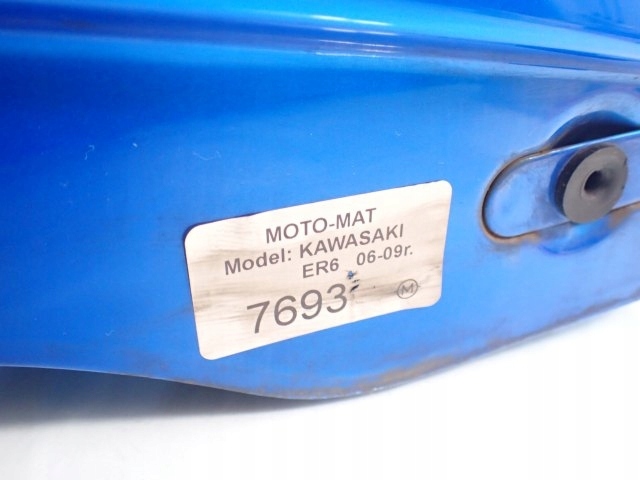 MOTO-MAT
Model: KAWASAKI
ER6 06-09r.
7693
M